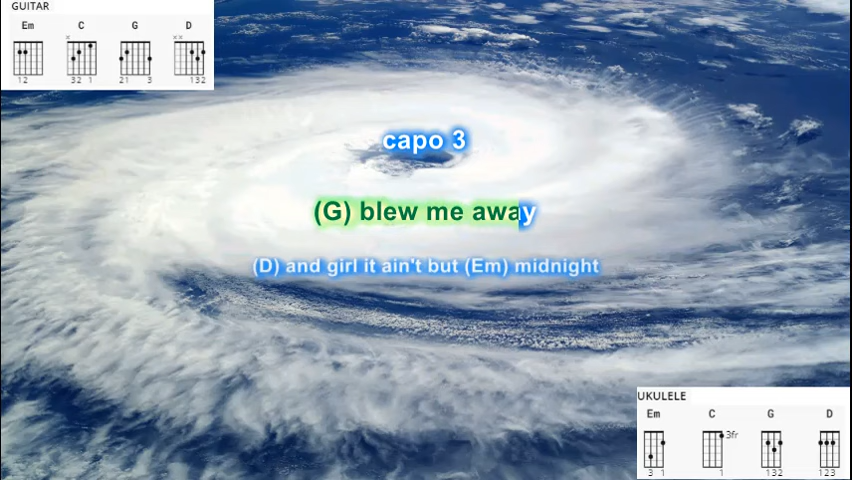 GUITAR
Em C G D
x xx
12 32 1 21 3 132
capo 3
(G) blew me away
(D) and girl it ain't but (Em) midnight
UKULELE
Em C G D
3fr
3 1 1 132 123